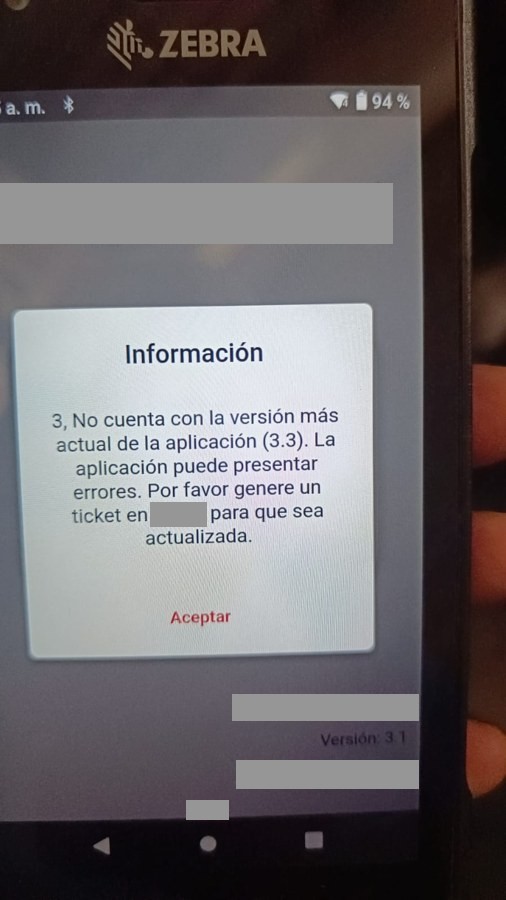 ZEBRA
a. m. 94 %
Información
3, No cuenta con la versión más
actual de la aplicación (3.3). La
aplicación puede presentar
errores. Por favor genere un
ticket en para que sea
actualizada.
Aceptar
Versión: 3.1